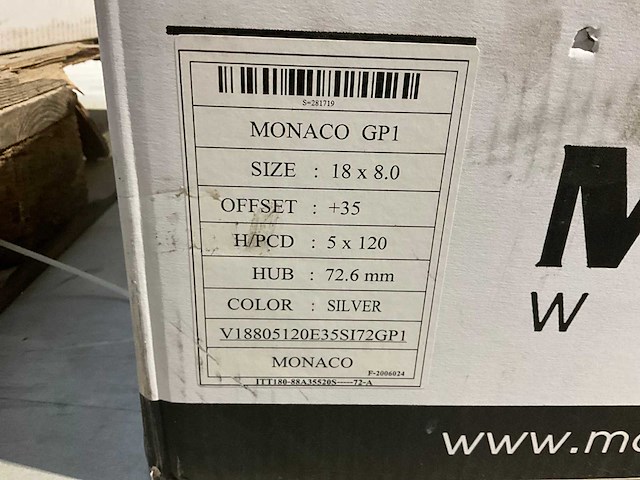 S=281719
MONACO GP1
SIZE : 18 x 8.0
OFFSET : +35
H/PCD : 5 x 120
HUB : 72.6 mm
COLOR : SILVER
V18805120E35SI72GP1
MONACO
F-2006024
ITT180-88A35520S-----72-A
M
W
www.mo